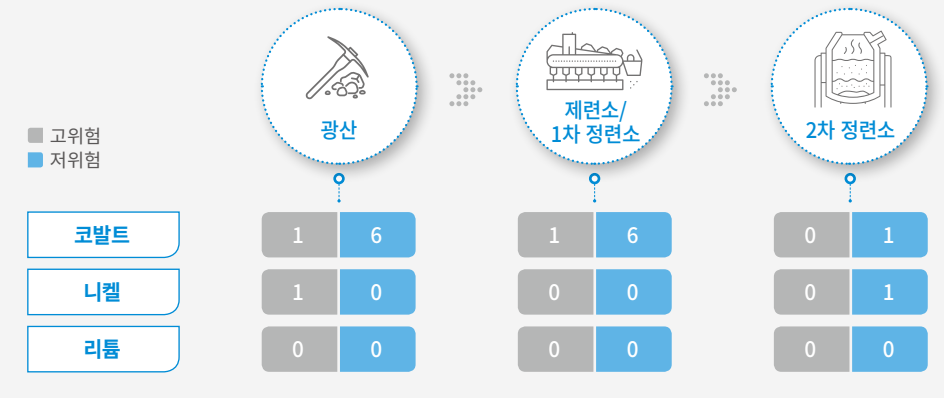 광산
제련소/
1차 정련소
2차 정련소
고위험
저위험
코발트 1 6 1 6 0 1
니켈 1 0 0 0 0 1
리튬 0 0 0 0 0 0